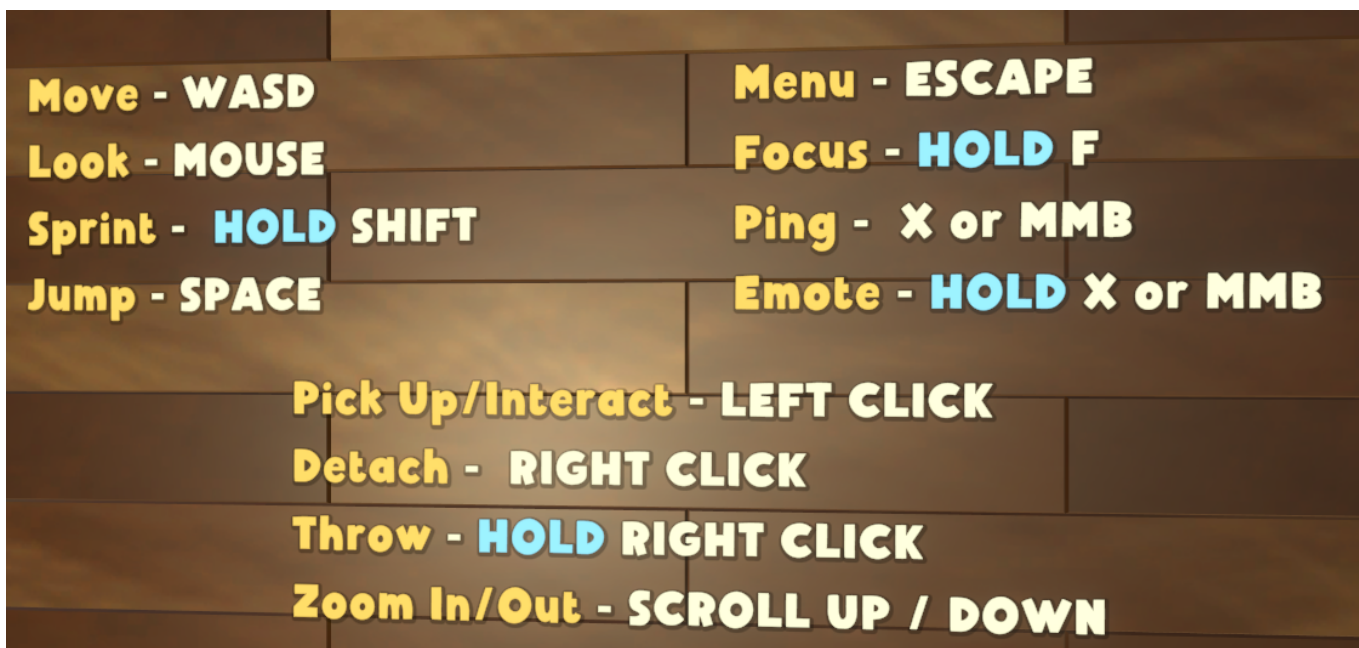 Move - WASD
Look - MOUSE
Sprint - HOLD SHIFT
Jump - SPACE
Menu - ESCAPE
Focus - HOLD F
Ping - X or MMB
Emote - HOLD X or MMB
Pick Up/Interact - LEFT CLICK
Detach - RIGHT CLICK
Throw - HOLD RIGHT CLICK
Zoom In/Out - SCROLL UP / DOWN